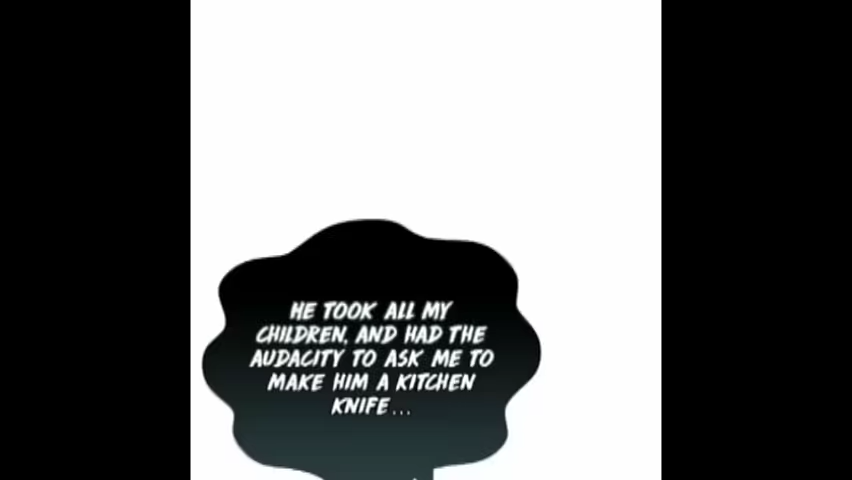 HE TOOK ALL MY
CHILDREN, AND HAD THE
AUDACITY TO ASK ME TO
MAKE HIM A KITCHEN
KNIFE...